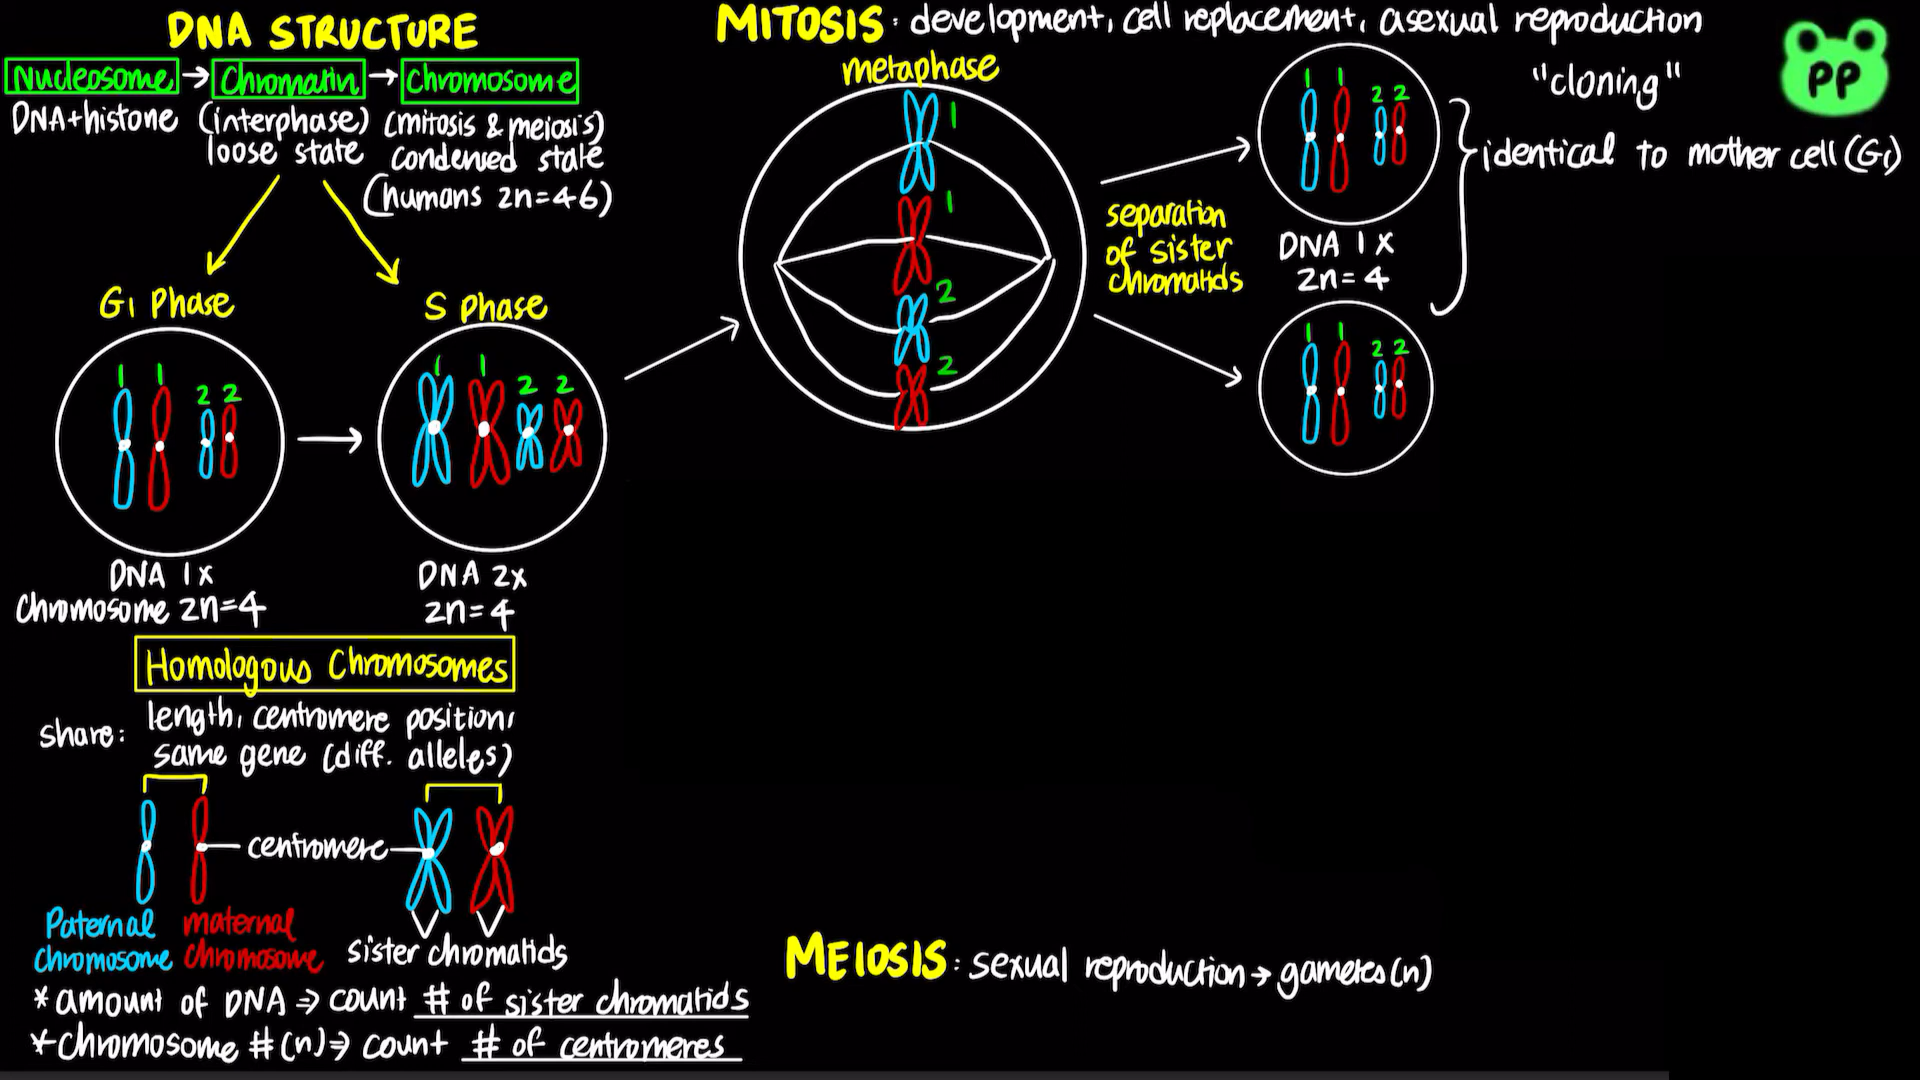 DNA STRUCTURE
Nucleosome → Chromatin → Chromosome
DNA+histone
(interphase)
loose state
(mitosis & meiosis)
condensed state
(humans 2n=46)
G1 Phase
1 1 2 2
DNA 1x
Chromosome 2n=4
S Phase
1 1 2 2
DNA 2x
2n=4
Homologous Chromosomes
share: length, centromere position,
same gene (diff. alleles)
centromere
Paternal
chromosome
maternal
chromosome
sister chromatids
* amount of DNA ⇒ count # of sister chromatids
* chromosome # (n) ⇒ count # of centromeres
MITOSIS: development, cell replacement, asexual reproduction
"cloning"
PP
metaphase
1
1
2
2
separation
of sister
chromatids
1 1 2 2
DNA 1x
2n=4
1 1 2 2
identical to mother cell (G1)
MEIOSIS: sexual reproduction → gametes (n)